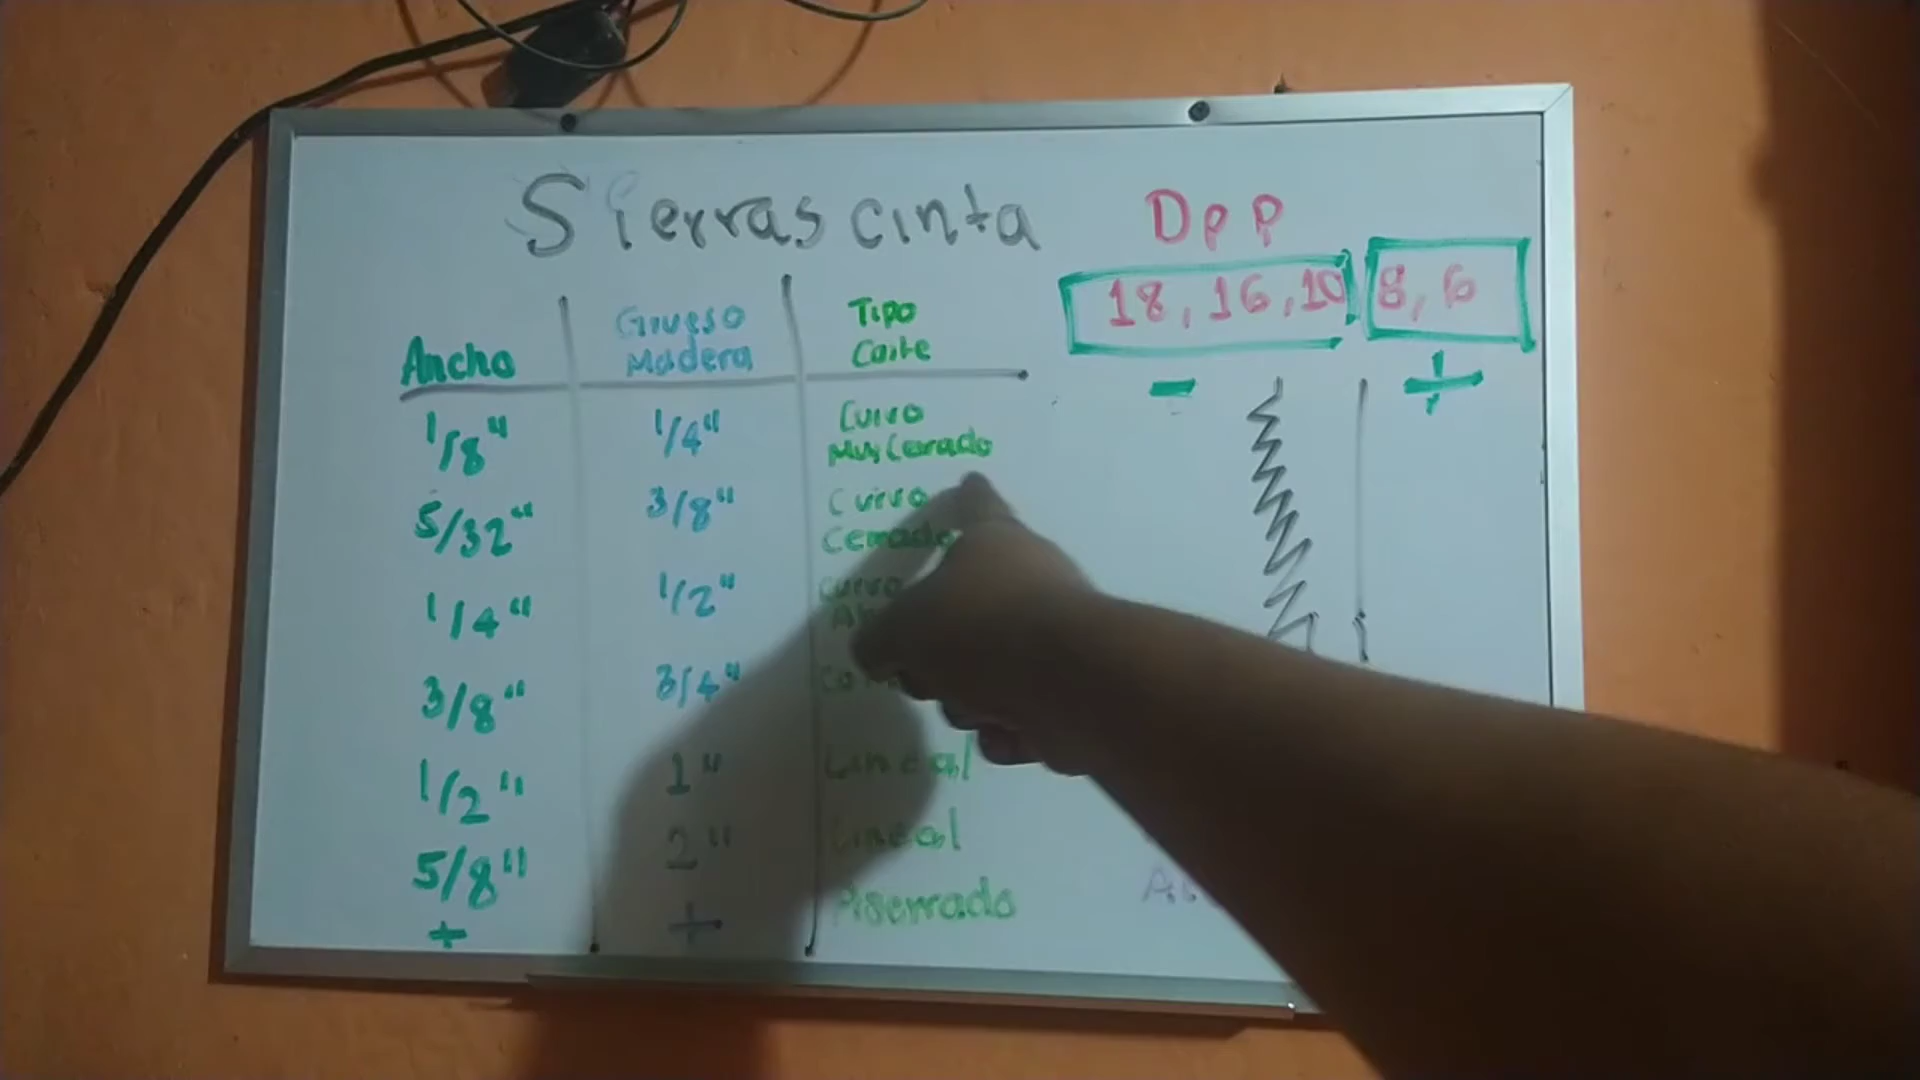 Sierras cinta
Dpp
18, 16, 10 8, 6
- +
Ancho
Grueso
Madera
Tipo
Corte
1/8" 1/4" Curvo
Muy Cerrado
5/32" 3/8" Curvo
Cerrado
1/4" 1/2" Curvo
3/8" 3/4"
1/2" 1" Lineal
5/8" 2" Lineal
+ + Aserrado